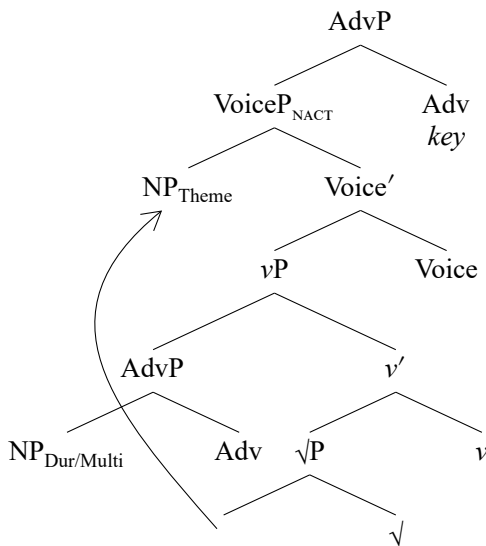 AdvP
VoiceP_NACT Adv
key
NP_Theme Voice′
vP Voice
AdvP v′
NP_Dur/Multi Adv √P v
√